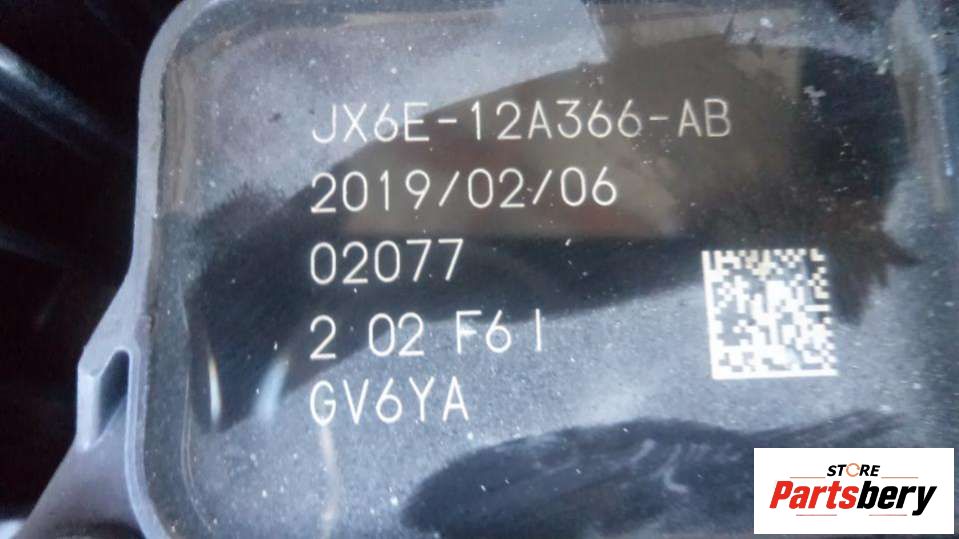 JX6E-12A366-AB
2019/02/06
02077
2 02 F6 I
GV6YA
STORE
Partsbery